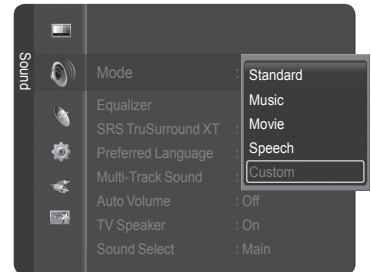 Sound
Mode :
Standard
Music
Movie
Speech
Custom
Equalizer
SRS TruSurround XT :
Preferred Language :
Multi-Track Sound :
Auto Volume : Off
TV Speaker : On
Sound Select : Main